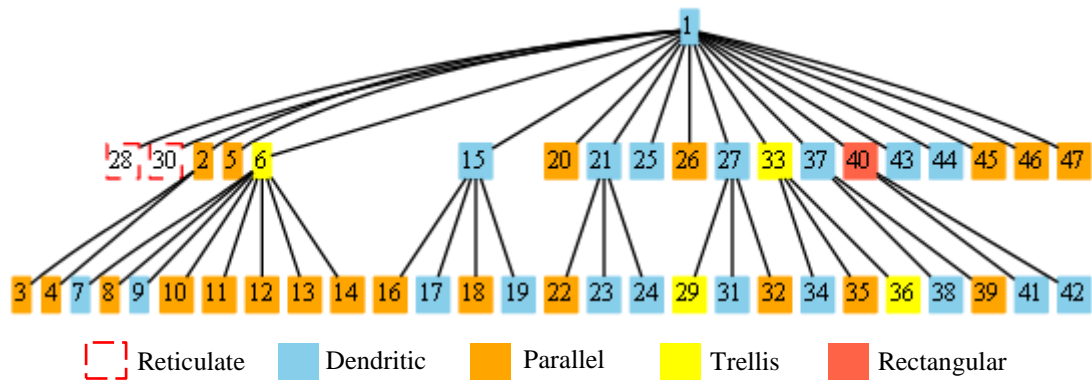 1
28 30 2 5 6 15 20 21 25 26 27 33 37 40 43 44 45 46 47
3 4 7 8 9 10 11 12 13 14 16 17 18 19 22 23 24 29 31 32 34 35 36 38 39 41 42
Reticulate Dendritic Parallel Trellis Rectangular